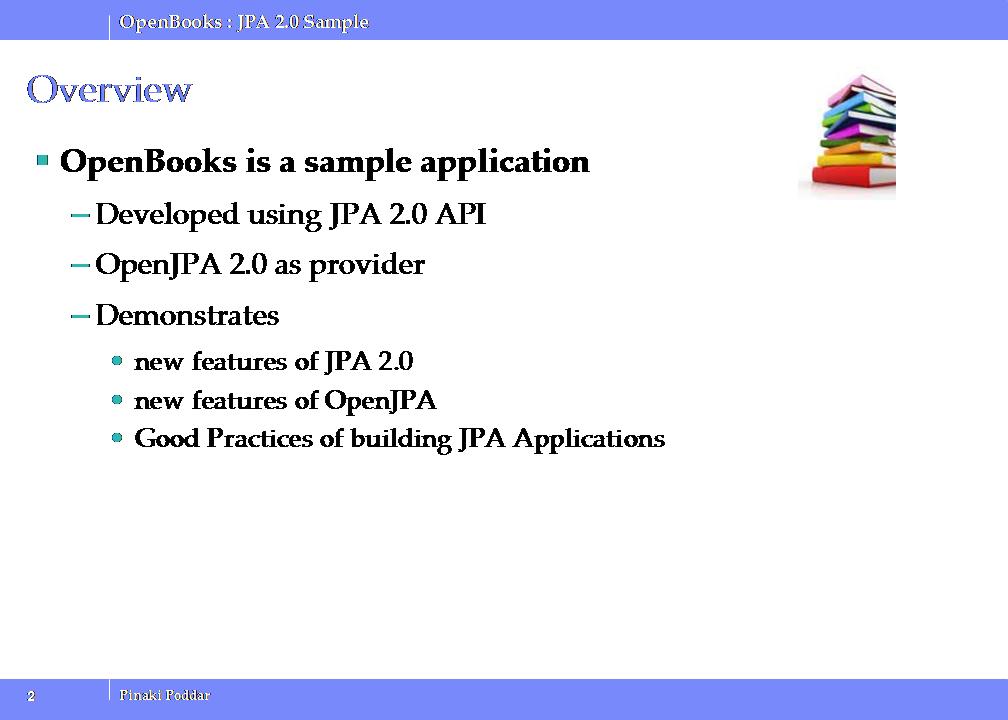 OpenBooks : JPA 2.0 Sample
Overview
OpenBooks is a sample application
– Developed using JPA 2.0 API
– OpenJPA 2.0 as provider
– Demonstrates
• new features of JPA 2.0
• new features of OpenJPA
• Good Practices of building JPA Applications
2
Pinaki Poddar